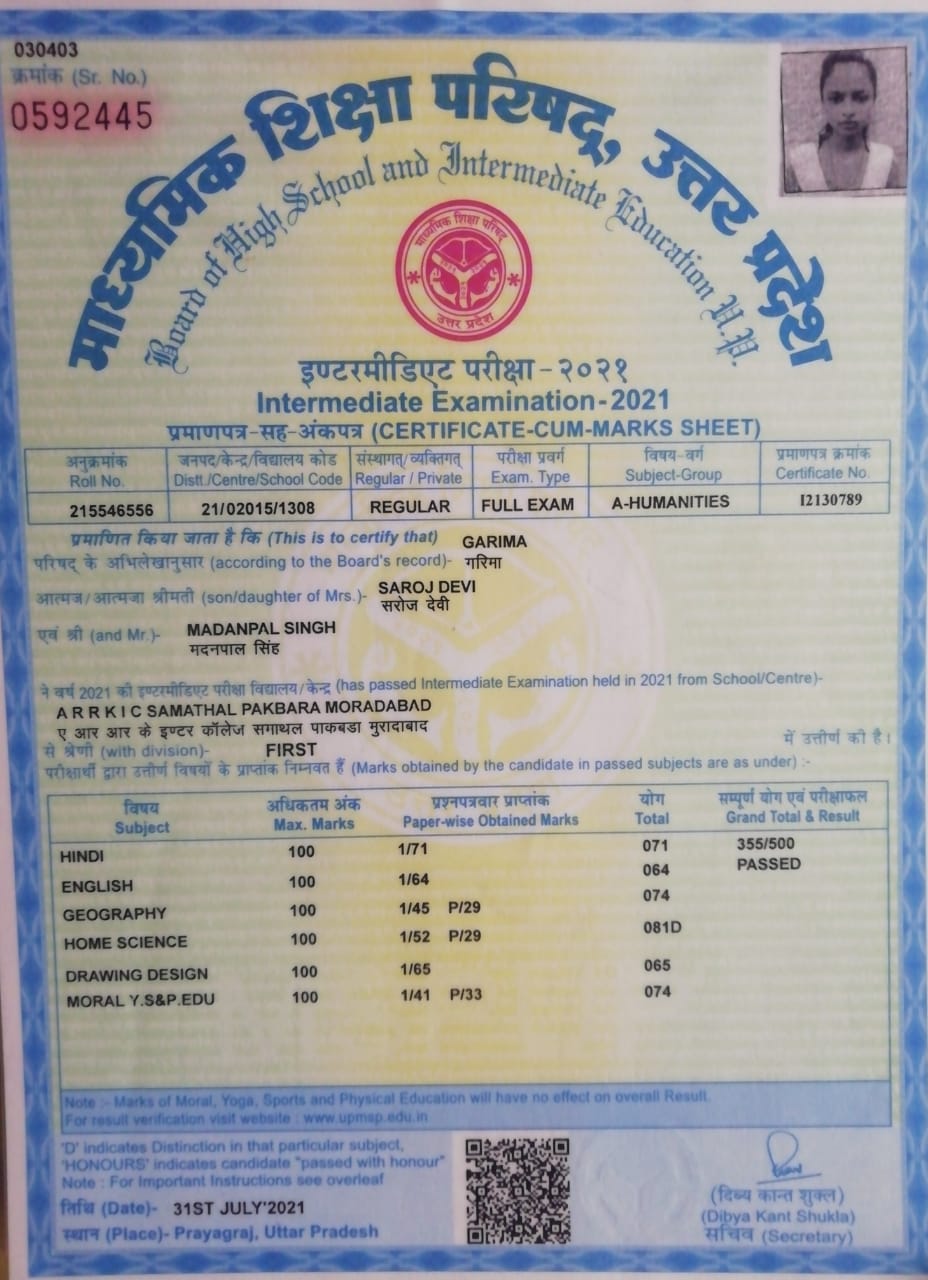 030403
क्रमांक (Sr. No.)
0592445
माध्यमिक शिक्षा परिषद्, उत्तर प्रदेश
Board of High School and Intermediate Education U.P.
माध्यमिक शिक्षा परिषद्
उत्तर प्रदेश
इण्टरमीडिएट परीक्षा - २०२१
Intermediate Examination - 2021
प्रमाणपत्र-सह-अंकपत्र (CERTIFICATE-CUM-MARKS SHEET)
अनुक्रमांक जनपद/केन्द्र/विद्यालय कोड संस्थागत/व्यक्तिगत परीक्षा प्रवर्ग विषय-वर्ग प्रमाणपत्र क्रमांक
Roll No. Distt./Centre/School Code Regular / Private Exam. Type Subject-Group Certificate No.
215546556 21/02015/1308 REGULAR FULL EXAM A-HUMANITIES I2130789
प्रमाणित किया जाता है कि (This is to certify that) GARIMA
परिषद् के अभिलेखानुसार (according to the Board's record)- गरिमा
आत्मज/आत्मजा श्रीमती (son/daughter of Mrs.)- SAROJ DEVI
सरोज देवी
एवं श्री (and Mr.)- MADANPAL SINGH
मदनपाल सिंह
ने वर्ष 2021 की इण्टरमीडिएट परीक्षा विद्यालय/केन्द्र (has passed Intermediate Examination held in 2021 from School/Centre)-
A R R K I C SAMATHAL PAKBARA MORADABAD
ए आर आर के इण्टर कॉलेज सगाथल पाकबडा मुरादाबाद
से श्रेणी (with division)- FIRST में उत्तीर्ण की है।
परीक्षार्थी द्वारा उत्तीर्ण विषयों के प्राप्तांक निम्नवत हैं (Marks obtained by the candidate in passed subjects are as under) :-
विषय अधिकतम अंक प्रश्नपत्रवार प्राप्तांक योग सम्पूर्ण योग एवं परीक्षाफल
Subject Max. Marks Paper-wise Obtained Marks Total Grand Total & Result
HINDI 100 1/71 071 355/500
PASSED
ENGLISH 100 1/64 064
GEOGRAPHY 100 1/45 P/29 074
HOME SCIENCE 100 1/52 P/29 081D
DRAWING DESIGN 100 1/65 065
MORAL Y.S&P.EDU 100 1/41 P/33 074
Note :- Marks of Moral, Yoga, Sports and Physical Education will have no effect on overall Result.
For result verification visit website : www.upmsp.edu.in
'D' indicates Distinction in that particular subject,
'HONOURS' indicates candidate "passed with honour"
Note : For Important Instructions see overleaf
तिथि (Date)- 31ST JULY'2021
स्थान (Place)- Prayagraj, Uttar Pradesh
(दिब्य कान्त शुक्ल)
(Dibya Kant Shukla)
सचिव (Secretary)